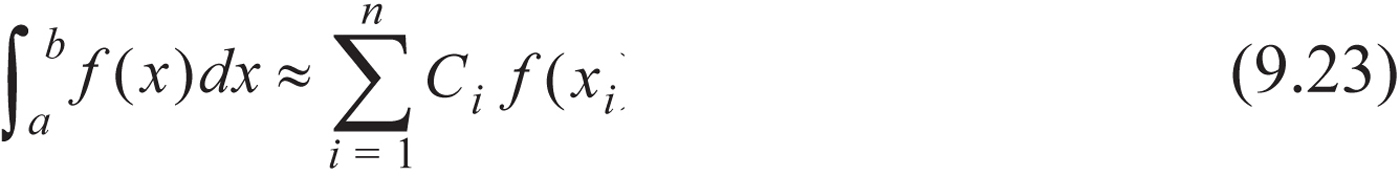 ∫_a^b f(x)dx ≈ ∑_{i = 1}^n C_i f(x_i) (9.23)